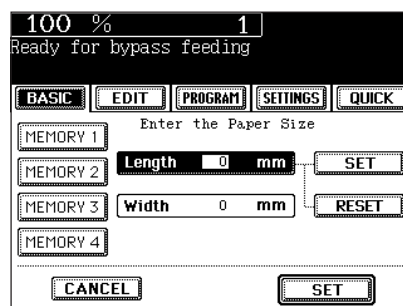 100 % 1
Ready for bypass feeding
BASIC EDIT PROGRAM SETTINGS QUICK
Enter the Paper Size
MEMORY 1
Length 0 mm SET
MEMORY 2
MEMORY 3 Width 0 mm RESET
MEMORY 4
CANCEL SET